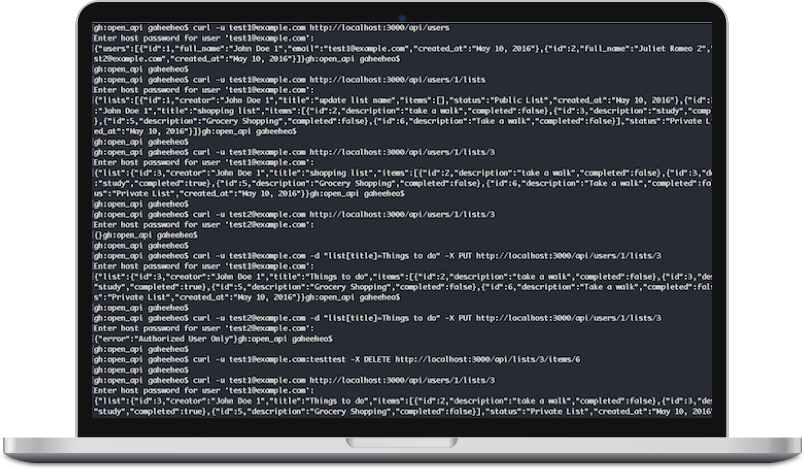 gh:open_api gaheeheo$ curl -u test1@example.com http://localhost:3000/api/users
Enter host password for user 'test1@example.com':
{"users":[{"id":1,"full_name":"John Doe 1","email":"test1@example.com","created_at":"May 10, 2016"},{"id":2,"full_name":"Juliet Romeo 2",
st2@example.com","created_at":"May 10, 2016"}]}gh:open_api gaheeheo$
gh:open_api gaheeheo$
gh:open_api gaheeheo$ curl -u test1@example.com http://localhost:3000/api/users/1/lists
Enter host password for user 'test1@example.com':
{"lists":[{"id":1,"creator":"John Doe 1","title":"update list name","items":[],"status":"Public List","created_at":"May 10, 2016"},{"id":
:"John Doe 1","title":"shopping list","items":[{"id":2,"description":"take a walk","completed":false},{"id":3,"description":"study","comp
},{"id":5,"description":"Grocery Shopping","completed":false},{"id":6,"description":"Take a walk","completed":false}],"status":"Private L
ed_at":"May 10, 2016"}]}gh:open_api gaheeheo$
gh:open_api gaheeheo$
gh:open_api gaheeheo$ curl -u test1@example.com http://localhost:3000/api/users/1/lists/3
Enter host password for user 'test1@example.com':
{"list":{"id":3,"creator":"John Doe 1","title":"shopping list","items":[{"id":2,"description":"take a walk","completed":false},{"id":3,"de
:"study","completed":true},{"id":5,"description":"Grocery Shopping","completed":false},{"id":6,"description":"Take a walk","completed":fa
us":"Private List","created_at":"May 10, 2016"}}gh:open_api gaheeheo$
gh:open_api gaheeheo$
gh:open_api gaheeheo$ curl -u test2@example.com http://localhost:3000/api/users/1/lists/3
Enter host password for user 'test2@example.com':
{}gh:open_api gaheeheo$
gh:open_api gaheeheo$
gh:open_api gaheeheo$ curl -u test1@example.com -d "list[title]=Things to do" -X PUT http://localhost:3000/api/users/1/lists/3
Enter host password for user 'test1@example.com':
{"list":{"id":3,"creator":"John Doe 1","title":"Things to do","items":[{"id":2,"description":"take a walk","completed":false},{"id":3,"des
"study","completed":true},{"id":5,"description":"Grocery Shopping","completed":false},{"id":6,"description":"Take a walk","completed":fal
s":"Private List","created_at":"May 10, 2016"}}gh:open_api gaheeheo$
gh:open_api gaheeheo$
gh:open_api gaheeheo$ curl -u test2@example.com -d "list[title]=Things to do" -X PUT http://localhost:3000/api/users/1/lists/3
Enter host password for user 'test2@example.com':
{"error":"Authorized User Only"}gh:open_api gaheeheo$
gh:open_api gaheeheo$
gh:open_api gaheeheo$ curl -u test1@example.com:testtest -X DELETE http://localhost:3000/api/lists/3/items/6
gh:open_api gaheeheo$
gh:open_api gaheeheo$ curl -u test1@example.com http://localhost:3000/api/users/1/lists/3
Enter host password for user 'test1@example.com':
{"list":{"id":3,"creator":"John Doe 1","title":"Things to do","items":[{"id":2,"description":"take a walk","completed":false},{"id":3,"des
"study","completed":true},{"id":5,"description":"Grocery Shopping","completed":false}],"status":"Private List","created_at":"May 10, 2016"